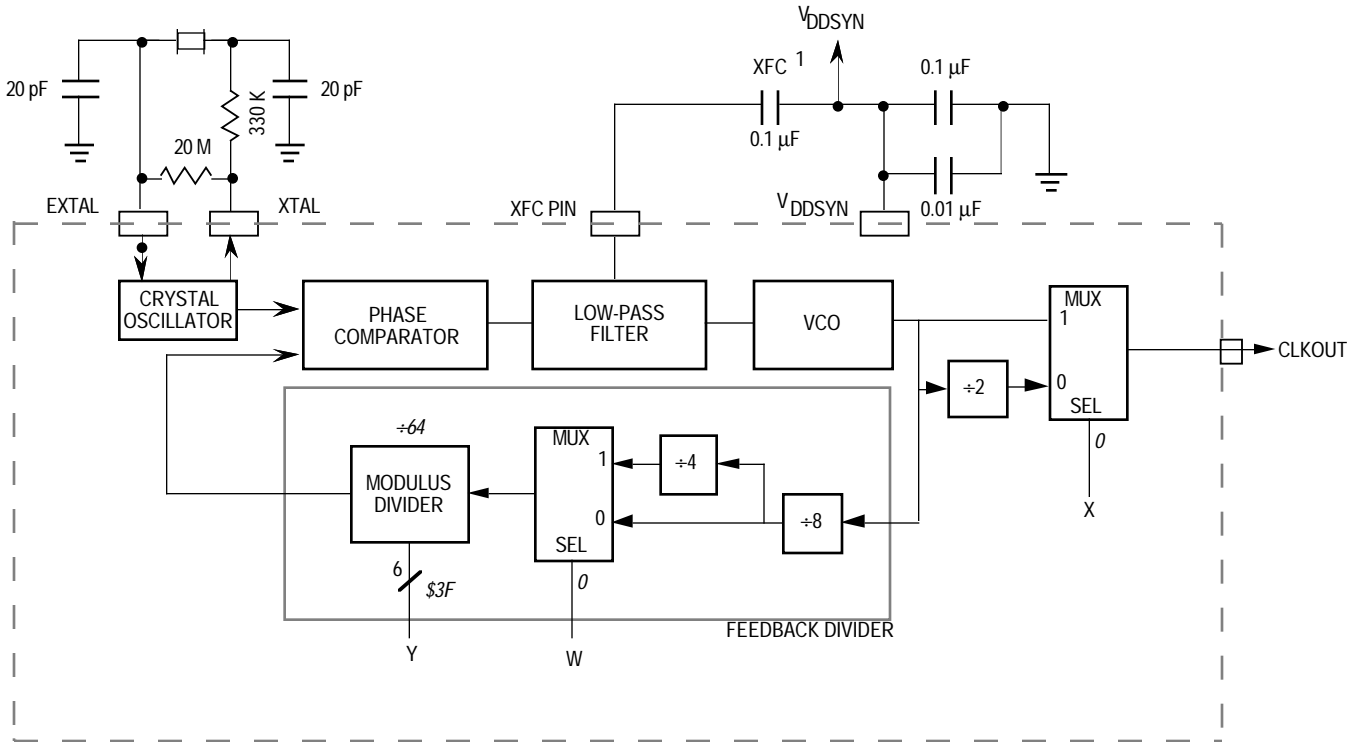 V
DDSYN
XFC 1
0.1 µF
20 pF
20 pF
330 K
20 M
0.1 µF
0.01 µF
EXTAL
XTAL
XFC PIN
V
DDSYN
CRYSTAL
OSCILLATOR
PHASE
COMPARATOR
LOW-PASS
FILTER
VCO
MUX
1
0
SEL
0
X
÷2
CLKOUT
÷64
MODULUS
DIVIDER
6
$3F
Y
MUX
1
0
SEL
0
W
÷4
÷8
FEEDBACK DIVIDER